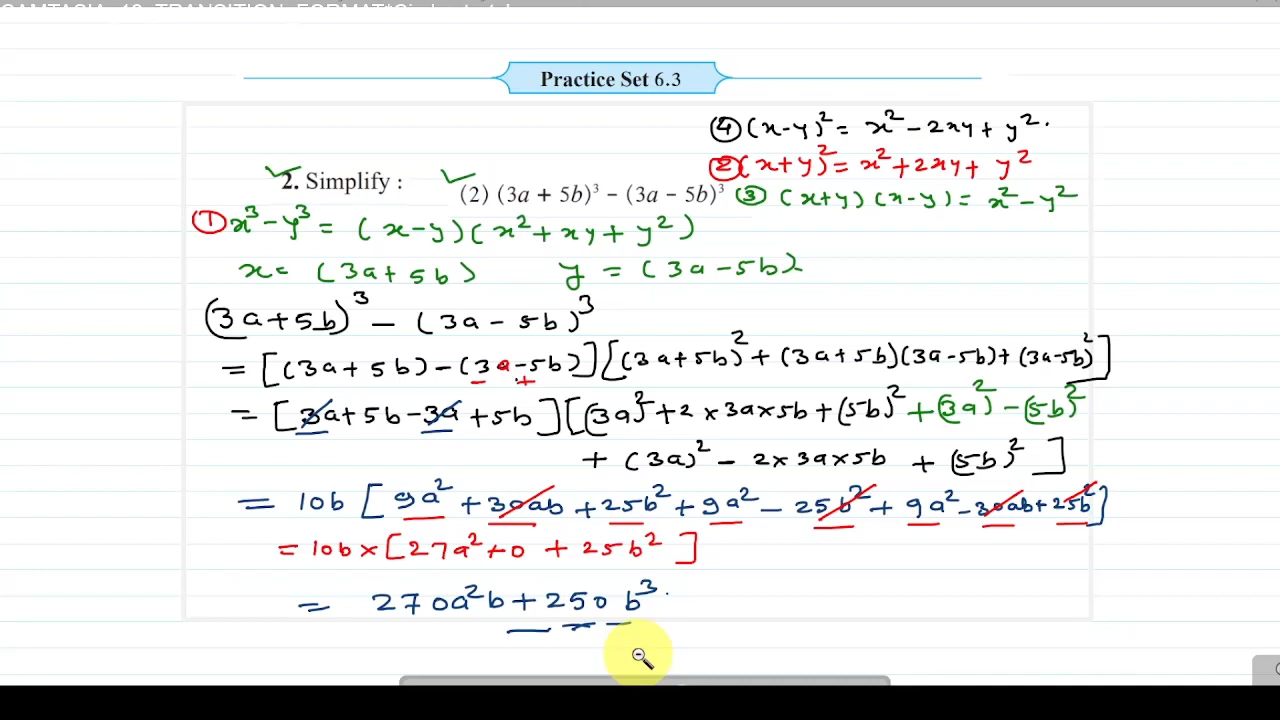 Practice Set 6.3
④ (x-y)² = x² - 2xy + y².
② (x+y)² = x² + 2xy + y²
2. Simplify : (2) (3a + 5b)³ − (3a − 5b)³ ③ (x+y)(x-y) = x² - y²
① x³ - y³ = (x-y)(x² + xy + y²)
x = (3a + 5b) y = (3a - 5b)
(3a + 5b)³ - (3a - 5b)³
= [(3a + 5b) - (3a - 5b)][(3a+5b)² + (3a+5b)(3a-5b) + (3a-5b)²]
+
= [3a + 5b - 3a + 5b][(3a)² + 2 × 3a × 5b + (5b)² + (3a)² - (5b)²
+ (3a)² - 2 × 3a × 5b + (5b)²]
= 10b [9a² + 30ab + 25b² + 9a² - 25b² + 9a² - 30ab + 25b²]
= 10b × [27a² + 0 + 25b²]
= 270a²b + 250b³.